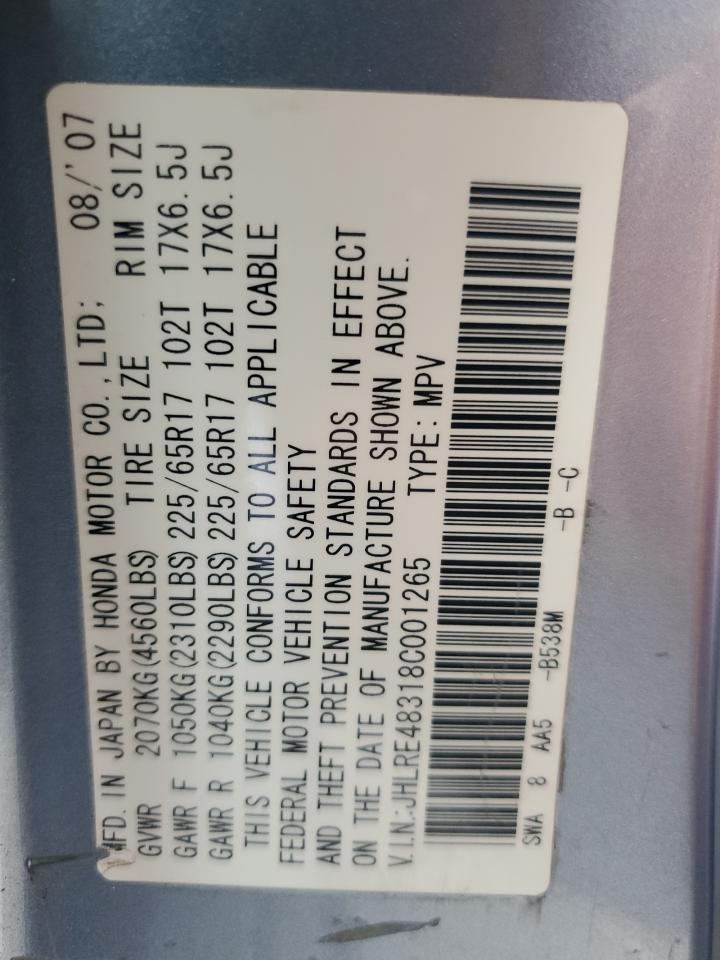 MFD. IN JAPAN BY HONDA MOTOR CO., LTD; 08/'07
GVWR 2070KG(4560LBS) TIRE SIZE RIM SIZE
GAWR F 1050KG(2310LBS) 225/65R17 102T 17X6.5J
GAWR R 1040KG(2290LBS) 225/65R17 102T 17X6.5J
THIS VEHICLE CONFORMS TO ALL APPLICABLE
FEDERAL MOTOR VEHICLE SAFETY
AND THEFT PREVENTION STANDARDS IN EFFECT
ON THE DATE OF MANUFACTURE SHOWN ABOVE.
V.I.N.:JHLRE48318C001265 TYPE: MPV
SWA 8 AA5 -B538M -B -C